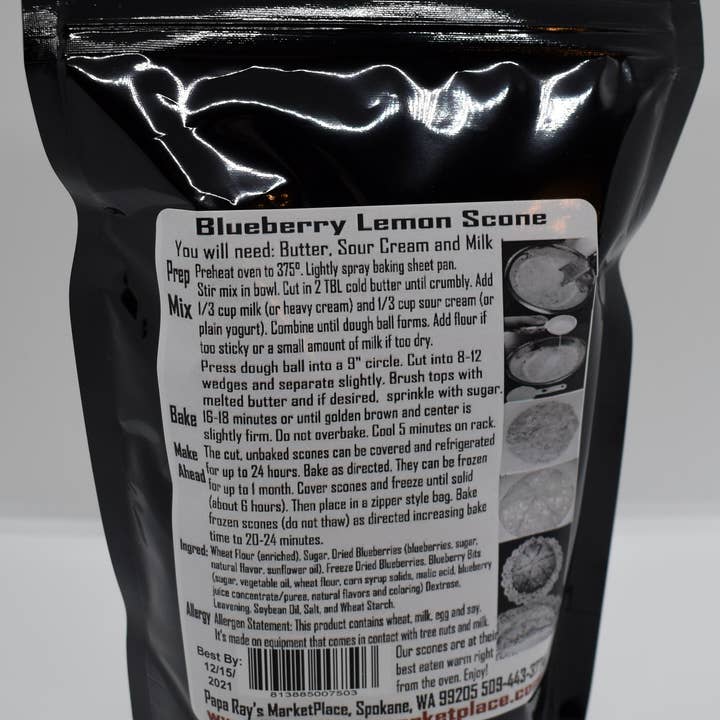 Blueberry Lemon Scone
You will need: Butter, Sour Cream and Milk
Prep Preheat oven to 375º. Lightly spray baking sheet pan.
Mix Stir mix in bowl. Cut in 2 TBL cold butter until crumbly. Add
1/3 cup milk (or heavy cream) and 1/3 cup sour cream (or
plain yogurt). Combine until dough ball forms. Add flour if
too sticky or a small amount of milk if too dry.
Press dough ball into a 9" circle. Cut into 8-12
wedges and separate slightly. Brush tops with
melted butter and if desired, sprinkle with sugar.
Bake 16-18 minutes or until golden brown and center is
slightly firm. Do not overbake. Cool 5 minutes on rack.
Make Ahead The cut, unbaked scones can be covered and refrigerated
for up to 24 hours. Bake as directed. They can be frozen
for up to 1 month. Cover scones and freeze until solid
(about 6 hours). Then place in a zipper style bag. Bake
frozen scones (do not thaw) as directed increasing bake
time to 20-24 minutes.
Ingred: Wheat Flour (enriched), Sugar, Dried Blueberries (blueberries, sugar,
natural flavor, sunflower oil), Freeze Dried Blueberries, Blueberry Bits
(sugar, vegetable oil, wheat flour, corn syrup solids, malic acid, blueberry
juice concentrate/puree, natural flavors and coloring) Dextrose,
Leavening, Soybean Oil, Salt, and Wheat Starch.
Allergy Allergen Statement: This product contains wheat, milk, egg and soy.
It's made on equipment that comes in contact with tree nuts and milk.
Best By:
12/15/
2021
813885007503
Our scones are at their
best eaten warm right
from the oven. Enjoy!
Papa Ray's MarketPlace, Spokane, WA 99205 509-443-